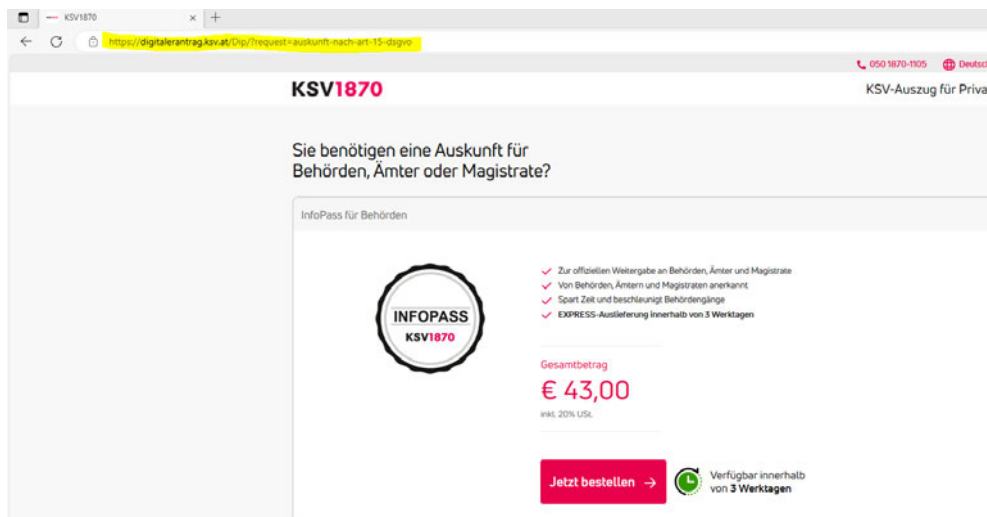 KSV1870
https://digitalerantrag.ksv.at/Dip/?request=auskunft-nach-art-15-dsgvo
050 1870-1105
KSV1870
KSV-Auszug für
Sie benötigen eine Auskunft für
Behörden, Ämter oder Magistrate?
InfoPass für Behörden
INFOPASS
KSV1870
Zur offiziellen Weitergabe an Behörden, Ämter und Magistrate
Von Behörden, Ämtern und Magistraten anerkannt
Spart Zeit und beschleunigt Behördengänge
EXPRESS-Auslieferung innerhalb von 3 Werktagen
Gesamtbetrag
€ 43,00
inkl. 20% USt.
Jetzt bestellen
Verfügbar innerhalb
von 3 Werktagen